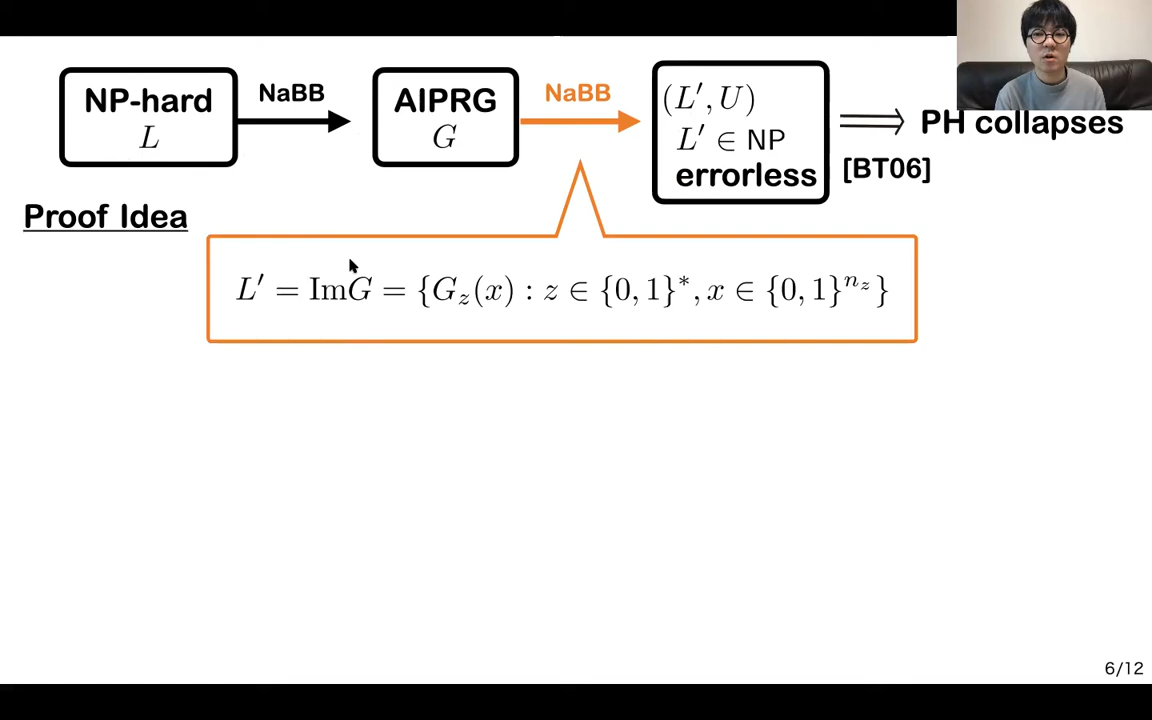 NP-hard
L
NaBB
AIPRG
G
NaBB
(L′, U)
L′ ∈ NP
errorless
PH collapses
[BT06]
Proof Idea
L′ = ImG = {G_z(x) : z ∈ {0, 1}*, x ∈ {0, 1}^{n_z}}
6/12